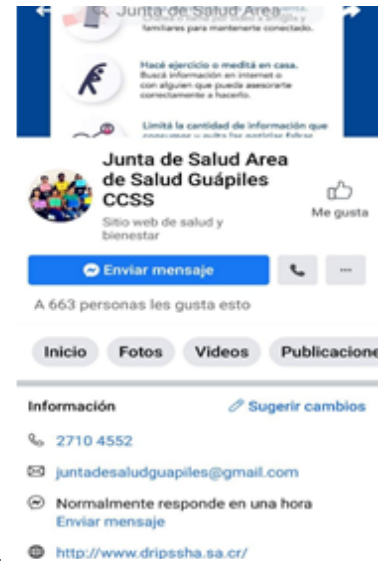 Junta de Salud Area
familiares para mantenerte conectado.
Hacé ejercicio o meditá en casa.
Buscá información en internet o
con alguien que pueda asesorarte
correctamente a hacerlo.
Limitá la cantidad de información que
Junta de Salud Area
de Salud Guápiles
CCSS
Sitio web de salud y
bienestar
Me gusta
Enviar mensaje
A 663 personas les gusta esto
Inicio Fotos Videos Publicacione
Información Sugerir cambios
2710 4552
juntadesaludguapiles@gmail.com
Normalmente responde en una hora
Enviar mensaje
http://www.dripssha.sa.cr/